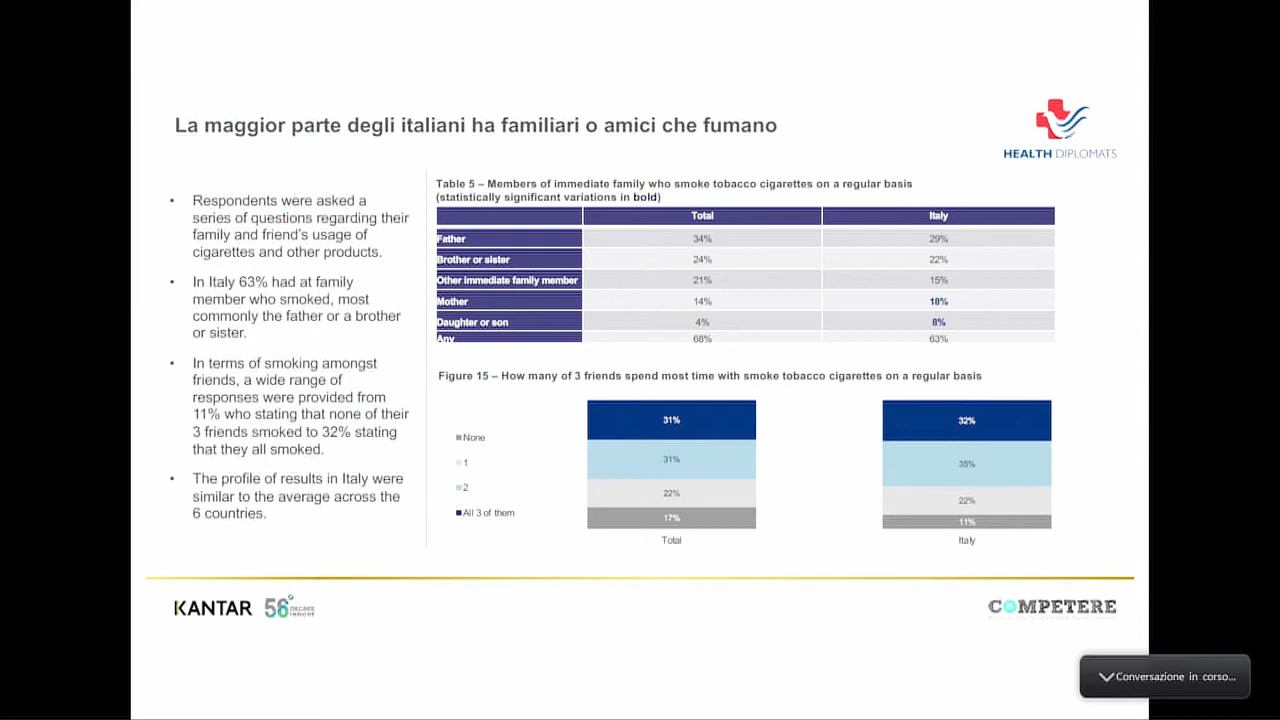 La maggior parte degli italiani ha familiari o amici che fumano
HEALTH DIPLOMATS
• Respondents were asked a
series of questions regarding their
family and friend's usage of
cigarettes and other products.
• In Italy 63% had at family
member who smoked, most
commonly the father or a brother
or sister.
• In terms of smoking amongst
friends, a wide range of
responses were provided from
11% who stating that none of their
3 friends smoked to 32% stating
that they all smoked.
• The profile of results in Italy were
similar to the average across the
6 countries.
Table 5 – Members of immediate family who smoke tobacco cigarettes on a regular basis
(statistically significant variations in bold)
Total Italy
Father 34% 29%
Brother or sister 24% 22%
Other immediate family member 21% 15%
Mother 14% 18%
Daughter or son 4% 8%
Any 68% 63%
Figure 15 – How many of 3 friends spend most time with smoke tobacco cigarettes on a regular basis
None
1
2
All 3 of them
31%
31%
22%
17%
Total
32%
35%
22%
11%
Italy
KANTAR
56 DEGREE INSIGHT
COMPETERE
Conversazione in corso...